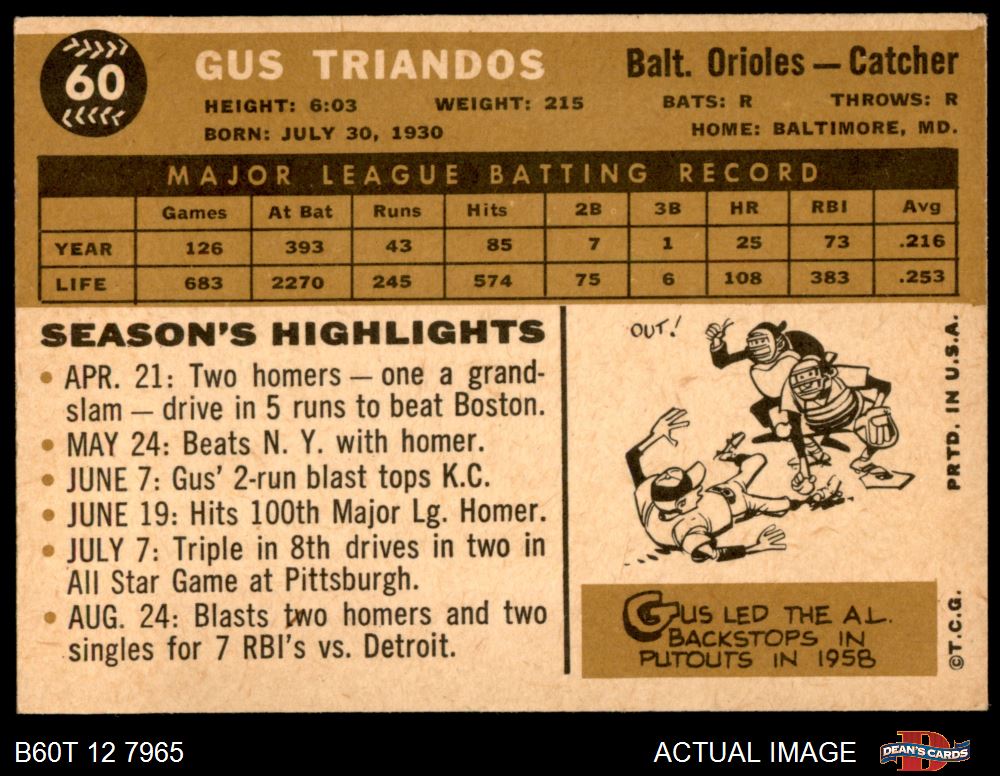 60
GUS TRIANDOS
Balt. Orioles — Catcher
HEIGHT: 6:03 WEIGHT: 215 BATS: R THROWS: R
BORN: JULY 30, 1930 HOME: BALTIMORE, MD.
MAJOR LEAGUE BATTING RECORD
Games At Bat Runs Hits 2B 3B HR RBI Avg
YEAR 126 393 43 85 7 1 25 73 .216
LIFE 683 2270 245 574 75 6 108 383 .253
SEASON'S HIGHLIGHTS
• APR. 21: Two homers — one a grand-
slam — drive in 5 runs to beat Boston.
• MAY 24: Beats N. Y. with homer.
• JUNE 7: Gus' 2-run blast tops K.C.
• JUNE 19: Hits 100th Major Lg. Homer.
• JULY 7: Triple in 8th drives in two in
All Star Game at Pittsburgh.
• AUG. 24: Blasts two homers and two
singles for 7 RBI's vs. Detroit.
OUT!
GUS LED THE A.L.
BACKSTOPS IN
PUTOUTS IN 1958
PRTD. IN U.S.A.
©T.C.G.
B60T 12 7965
ACTUAL IMAGE
D
DEAN'S CARDS